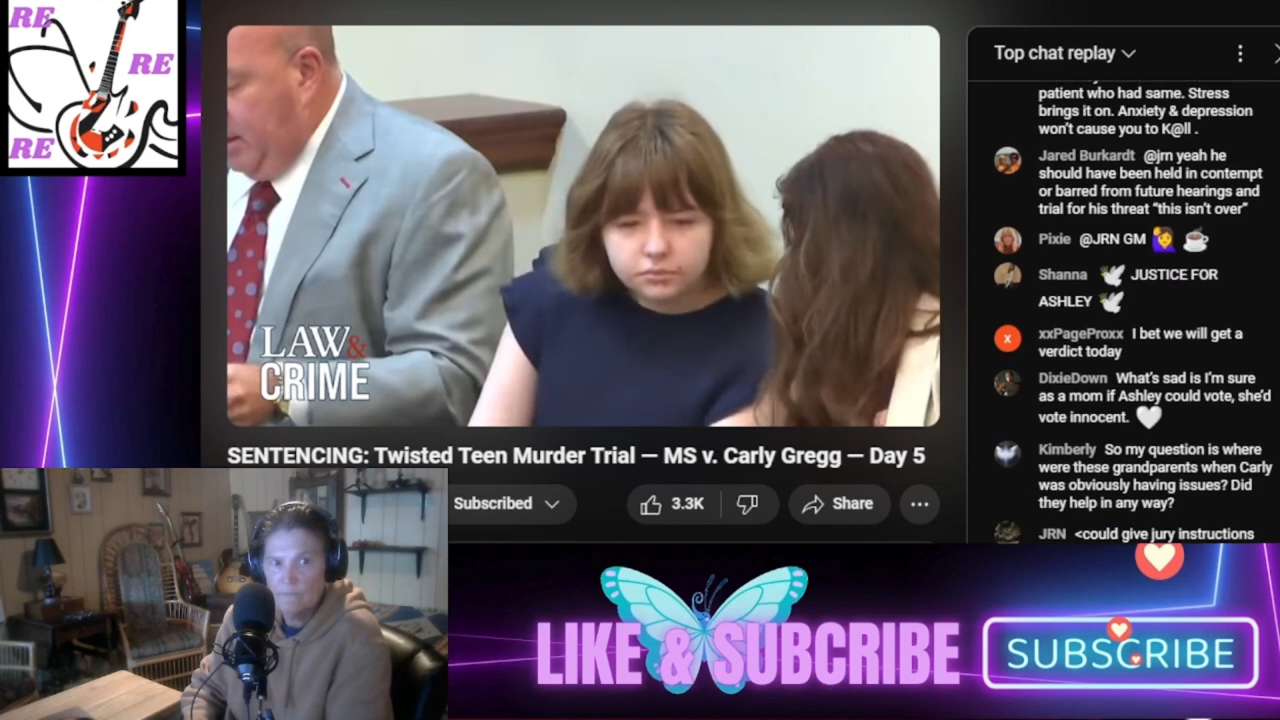 RE
RE
RE
LAW&
CRIME
SENTENCING: Twisted Teen Murder Trial — MS v. Carly Gregg — Day 5
Subscribed
3.3K
Share
Top chat replay
patient who had same. Stress
brings it on. Anxiety & depression
won't cause you to K@ll .
Jared Burkardt @jrn yeah he
should have been held in contempt
or barred from future hearings and
trial for his threat “this isn't over”
Pixie @JRN GM 🙋‍♀️ ☕
Shanna 🕊️ JUSTICE FOR
ASHLEY 🕊️
X
xxPageProxx I bet we will get a
verdict today
DixieDown What's sad is I'm sure
as a mom if Ashley could vote, she'd
vote innocent. 🤍
Kimberly So my question is where
were these grandparents when Carly
was obviously having issues? Did
they help in any way?
JRN <could give jury instructions
LIKE & SUBCRIBE
SUBSCRIBE